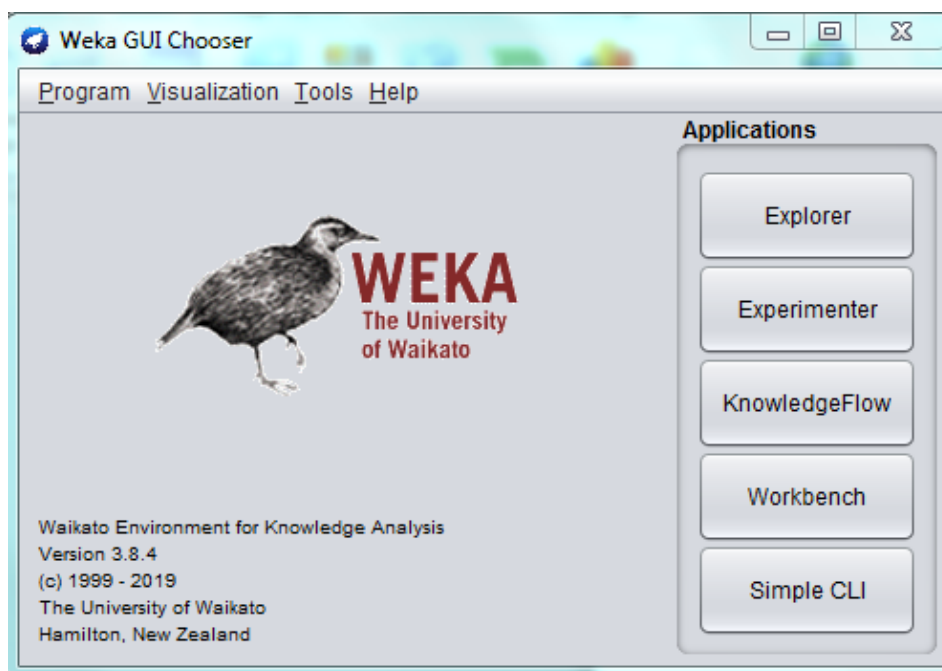 Weka GUI Chooser
Program Visualization Tools Help
Applications
Explorer
Experimenter
KnowledgeFlow
Workbench
Simple CLI
WEKA
The University
of Waikato
Waikato Environment for Knowledge Analysis
Version 3.8.4
(c) 1999 - 2019
The University of Waikato
Hamilton, New Zealand